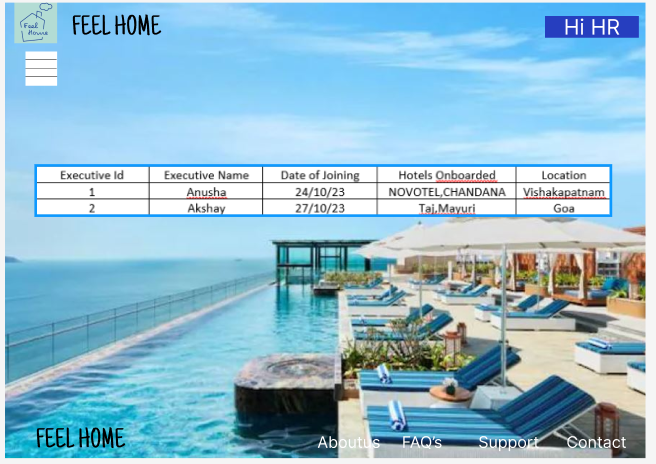 Feel
Home
FEEL HOME
Hi HR
Executive Id Executive Name Date of Joining Hotels Onboarded Location
1 Anusha 24/10/23 NOVOTEL,CHANDANA Vishakapatnam
2 Akshay 27/10/23 Taj,Mayuri Goa
FEEL HOME
Aboutus FAQ's Support Contact